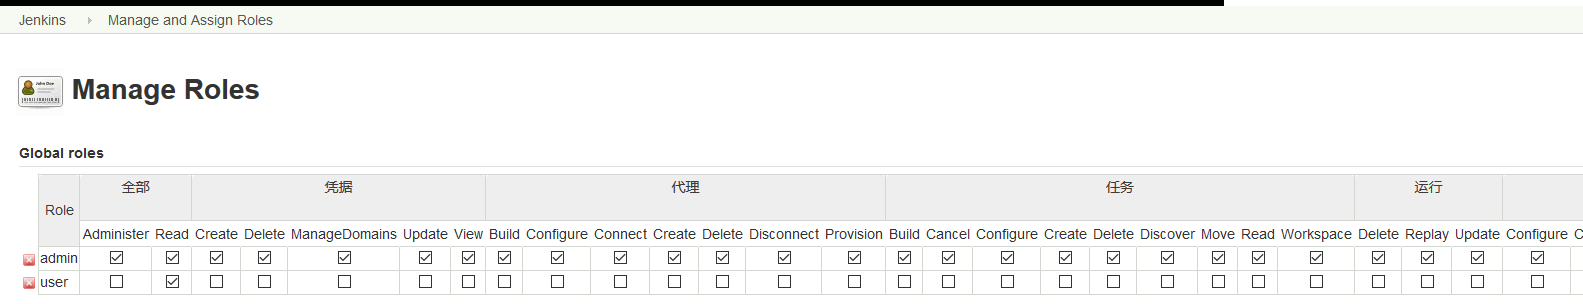 Jenkins Manage and Assign Roles
Manage Roles
Global roles
Role 全部 凭据 代理 任务 运行
Administer Read Create Delete ManageDomains Update View Build Configure Connect Create Delete Disconnect Provision Build Cancel Configure Create Delete Discover Move Read Workspace Delete Replay Update Configure C
admin
user